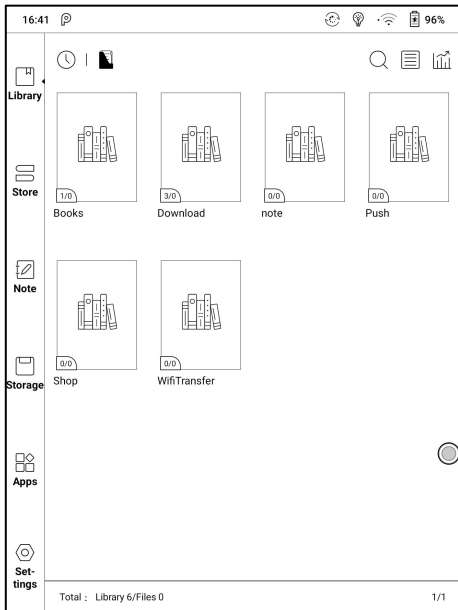 16:41
96%
Library
Store
Note
Storage
Apps
Set-
tings
1/0
3/0
0/0
0/0
Books
Download
note
Push
0/0
0/0
Shop
WifiTransfer
Total： Library 6/Files 0
1/1